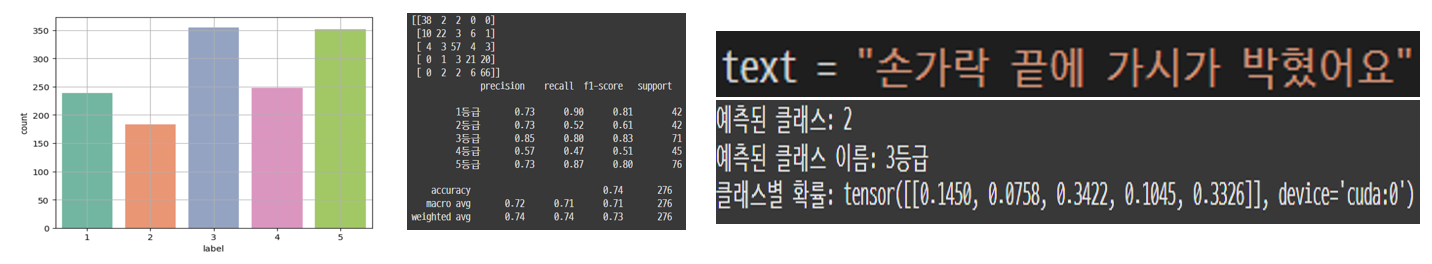 350
300
250
200
150
100
50
0
count
1 2 3 4 5
label
[[38 2 2 0 0]
[10 22 3 6 1]
[ 4 3 57 4 3]
[ 0 1 3 21 20]
[ 0 2 2 6 66]]
precision recall f1-score support
1등급 0.73 0.90 0.81 42
2등급 0.73 0.52 0.61 42
3등급 0.85 0.80 0.83 71
4등급 0.57 0.47 0.51 45
5등급 0.73 0.87 0.80 76
accuracy 0.74 276
macro avg 0.72 0.71 0.71 276
weighted avg 0.74 0.74 0.73 276
text = "손가락 끝에 가시가 박혔어요"
예측된 클래스: 2
예측된 클래스 이름: 3등급
클래스별 확률: tensor([[0.1450, 0.0758, 0.3422, 0.1045, 0.3326]], device='cuda:0')